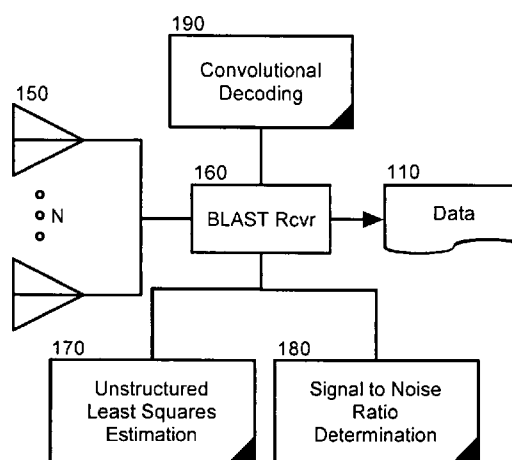 190
Convolutional
Decoding
150
N
160
BLAST Rcvr
110
Data
170
Unstructured
Least Squares
Estimation
180
Signal to Noise
Ratio
Determination